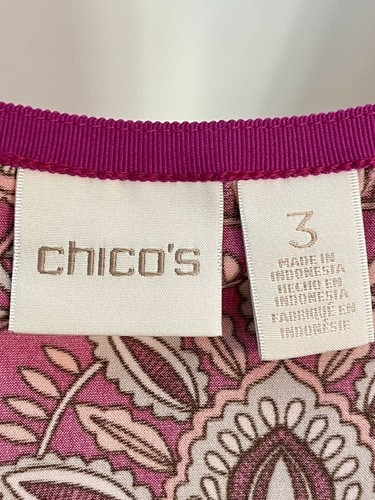 chico's
3
MADE IN
INDONESIA
HECHO EN
INDONESIA
FABRIQUÉ EN
INDONÉSIE